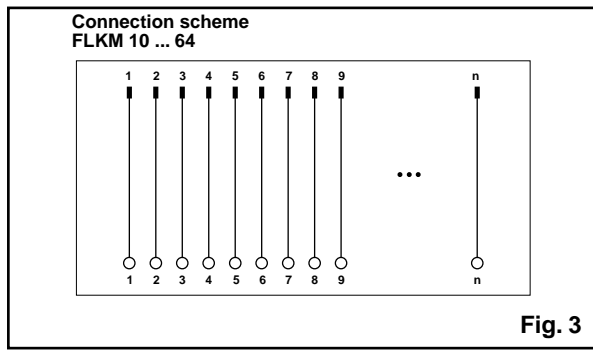 Connection scheme
FLKM 10 ... 64
1 2 3 4 5 6 7 8 9 n
...
1 2 3 4 5 6 7 8 9 n
Fig. 3